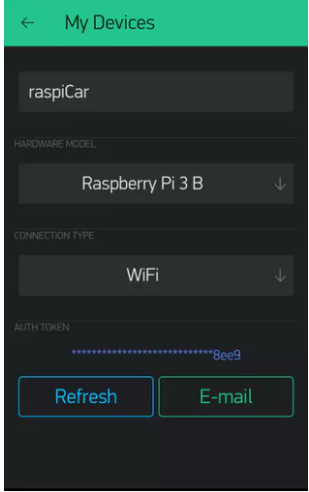 ← My Devices
raspiCar
HARDWARE MODEL
Raspberry Pi 3 B ↓
CONNECTION TYPE
WiFi ↓
AUTH TOKEN
****************************8ee9
Refresh E-mail